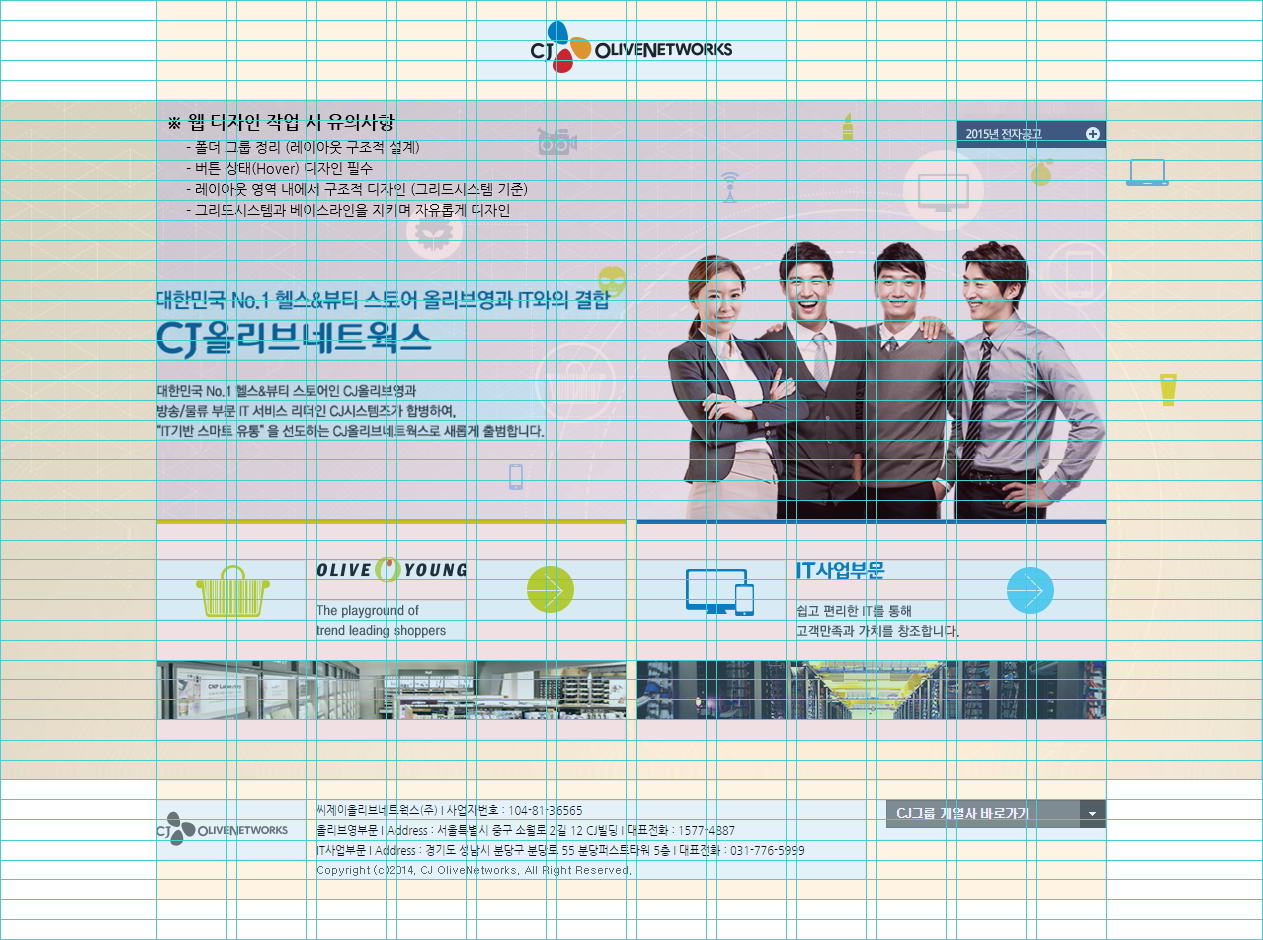 CJ OLIVENETWORKS
※ 웹 디자인 작업 시 유의사항
- 폴더 그룹 정리 (레이아웃 구조적 설계)
- 버튼 상태(Hover) 디자인 필수
- 레이아웃 영역 내에서 구조적 디자인 (그리드시스템 기준)
- 그리드시스템과 베이스라인을 지키며 자유롭게 디자인
2015년 전자공고
대한민국 No.1 헬스&뷰티 스토어 올리브영과 IT와의 결합
CJ올리브네트웍스
대한민국 No.1 헬스&뷰티 스토어인 CJ올리브영과
방송/물류 부문 IT 서비스 리더인 CJ시스템즈가 합병하여,
"IT기반 스마트 유통" 을 선도하는 CJ올리브네트웍스로 새롭게 출범합니다.
OLIVE YOUNG
The playground of
trend leading shoppers
IT사업부문
쉽고 편리한 IT를 통해
고객만족과 가치를 창조합니다.
CJ OLIVENETWORKS
씨제이올리브네트웍스(주) I 사업자번호 : 104-81-36565
올리브영부문 I Address : 서울특별시 중구 소월로 2길 12 CJ빌딩 I 대표전화 : 1577-4887
IT사업부문 I Address : 경기도 성남시 분당구 분당로 55 분당퍼스트타워 5층 I 대표전화 : 031-776-5999
Copyright (c)2014. CJ OliveNetworks. All Right Reserved.
CJ그룹 계열사 바로가기